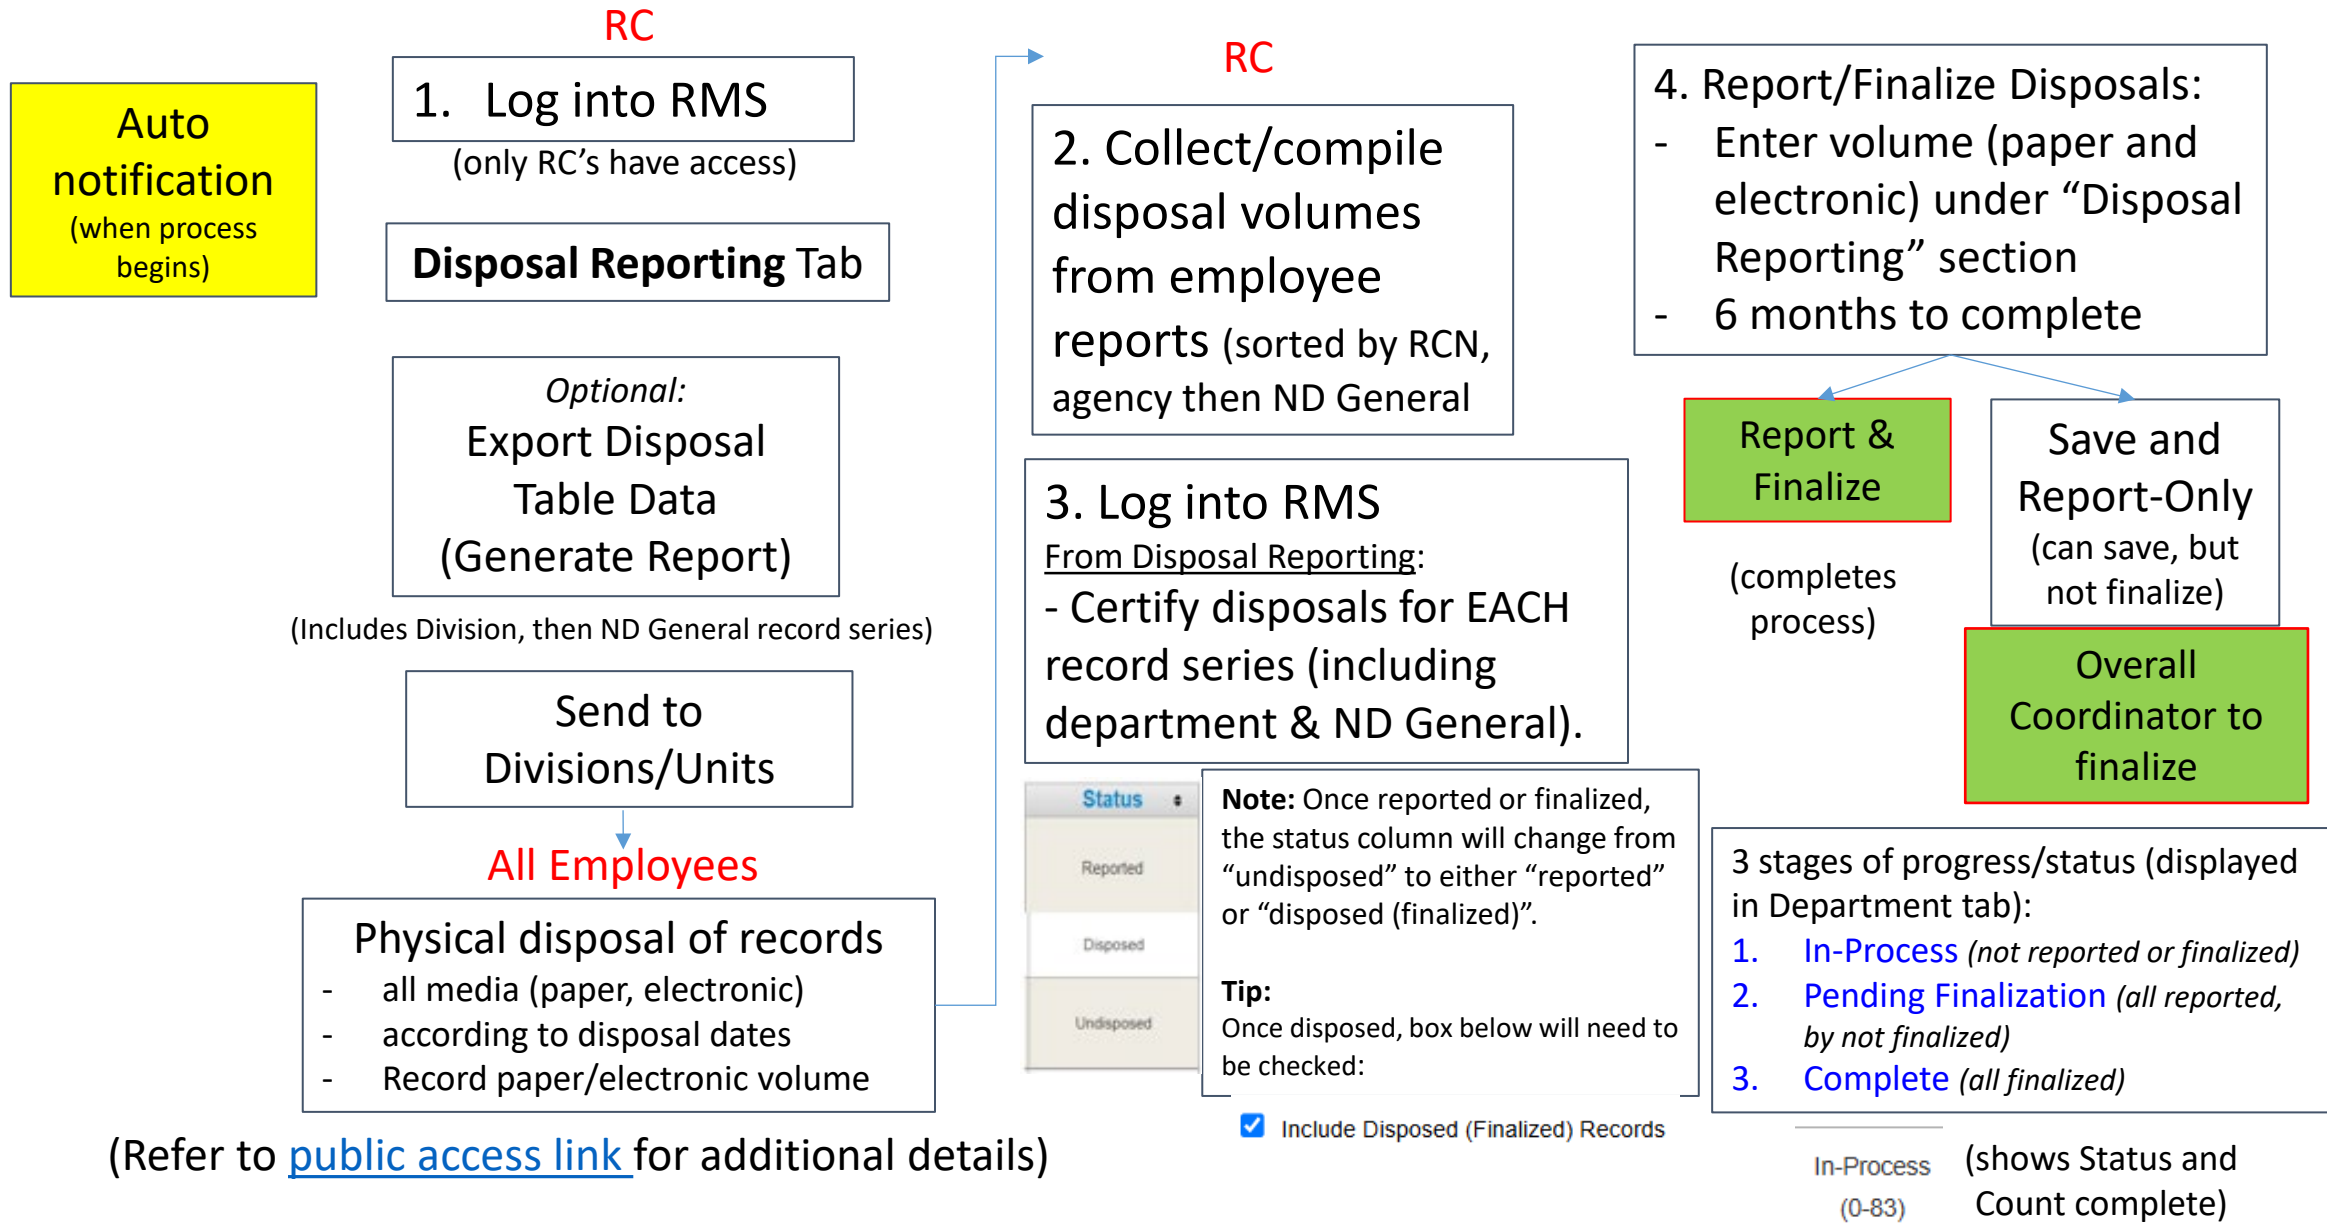 Auto
notification
(when process
begins)
RC
1. Log into RMS
(only RC's have access)
Disposal Reporting Tab
Optional:
Export Disposal
Table Data
(Generate Report)
(Includes Division, then ND General record series)
Send to
Divisions/Units
All Employees
Physical disposal of records
- all media (paper, electronic)
- according to disposal dates
- Record paper/electronic volume
(Refer to public access link for additional details)
RC
2. Collect/compile
disposal volumes
from employee
reports (sorted by RCN,
agency then ND General
3. Log into RMS
From Disposal Reporting:
- Certify disposals for EACH
record series (including
department & ND General).
Status
Reported
Disposed
Undisposed
Note: Once reported or finalized,
the status column will change from
“undisposed” to either “reported”
or “disposed (finalized)”.
Tip:
Once disposed, box below will need to
be checked:
Include Disposed (Finalized) Records
4. Report/Finalize Disposals:
- Enter volume (paper and
electronic) under “Disposal
Reporting” section
- 6 months to complete
Report &
Finalize
(completes
process)
Save and
Report-Only
(can save, but
not finalize)
Overall
Coordinator to
finalize
3 stages of progress/status (displayed
in Department tab):
1. In-Process (not reported or finalized)
2. Pending Finalization (all reported,
by not finalized)
3. Complete (all finalized)
In-Process
(0-83)
(shows Status and
Count complete)